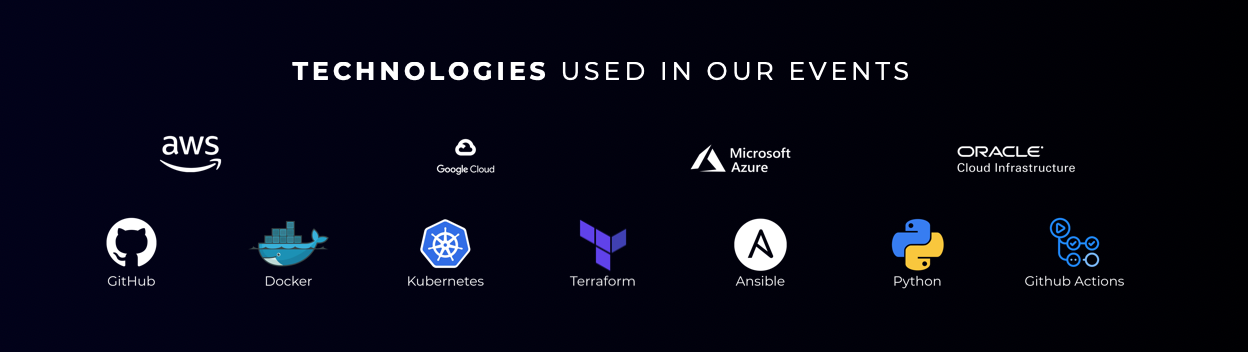 TECHNOLOGIES USED IN OUR EVENTS
aws
Google Cloud
Microsoft
Azure
ORACLE
Cloud Infrastructure
GitHub
Docker
Kubernetes
Terraform
Ansible
Python
Github Actions